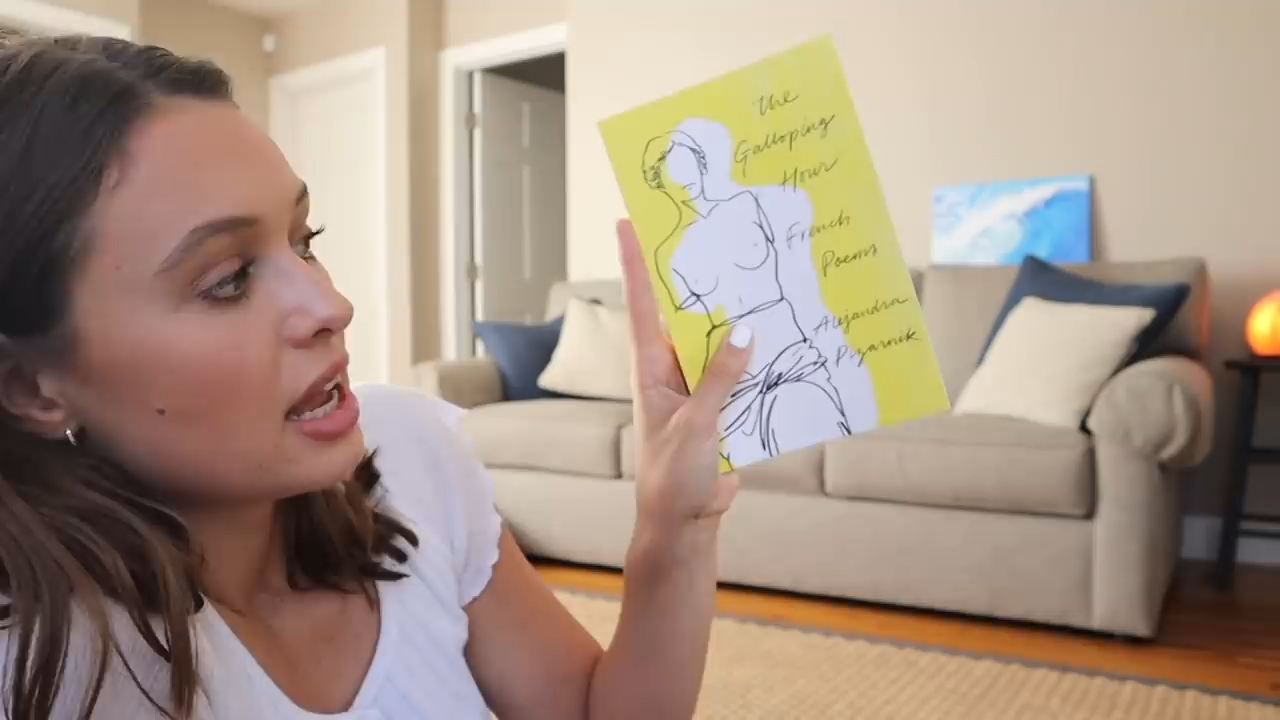 The
Galloping
Hour
French
Poems
Alejandra
Pizarnik